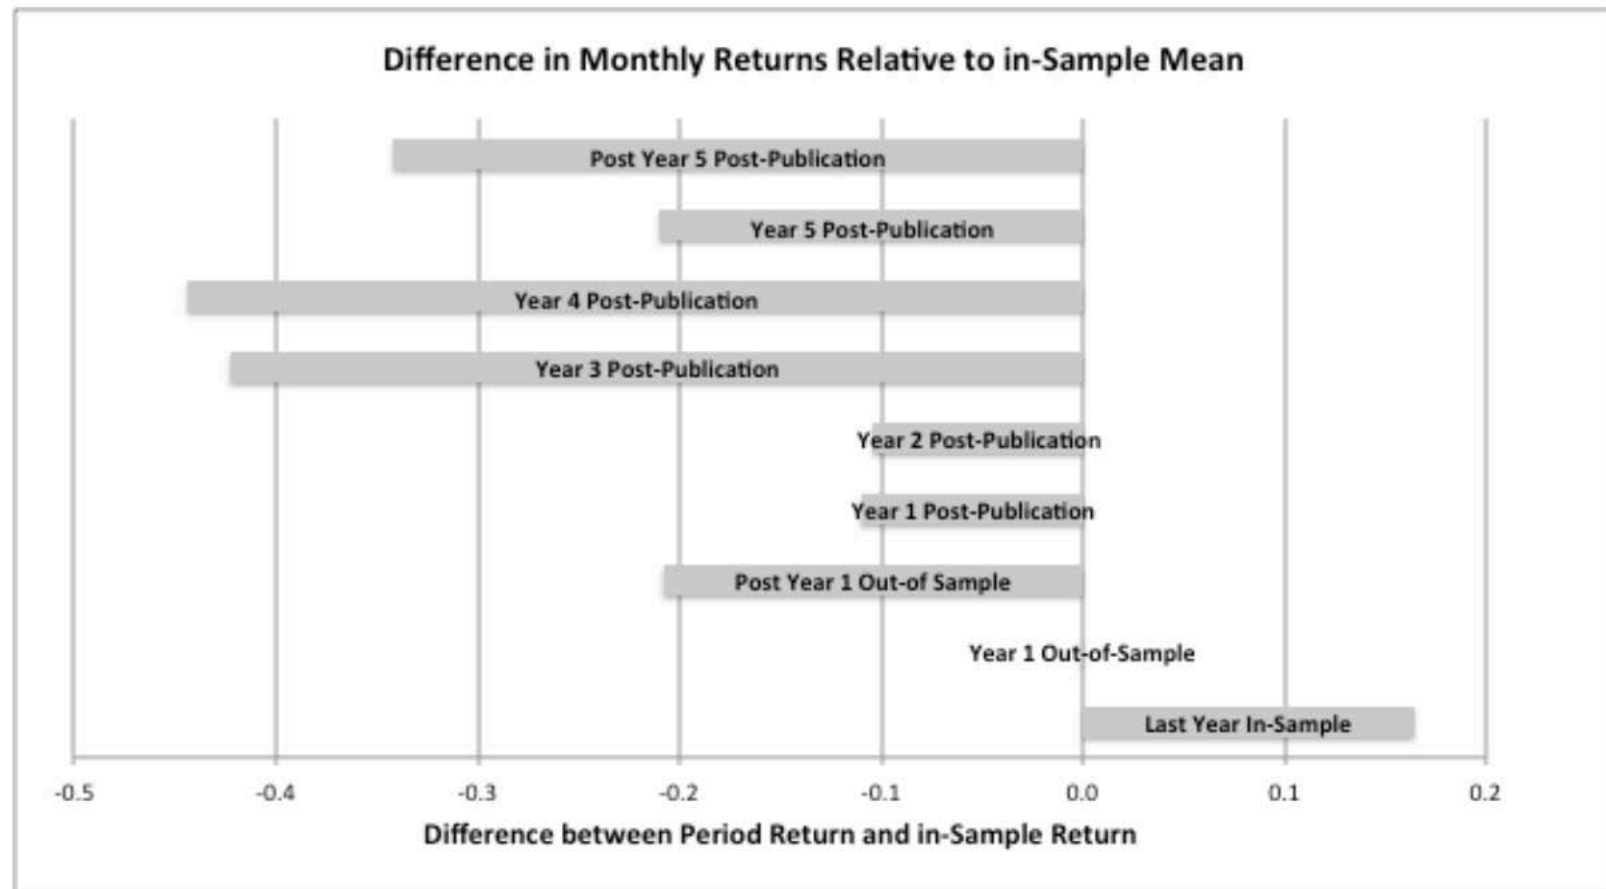 Difference in Monthly Returns Relative to in-Sample Mean
Post Year 5 Post-Publication
Year 5 Post-Publication
Year 4 Post-Publication
Year 3 Post-Publication
Year 2 Post-Publication
Year 1 Post-Publication
Post Year 1 Out-of Sample
Year 1 Out-of-Sample
Last Year In-Sample
-0.5 -0.4 -0.3 -0.2 -0.1 0.0 0.1 0.2
Difference between Period Return and in-Sample Return